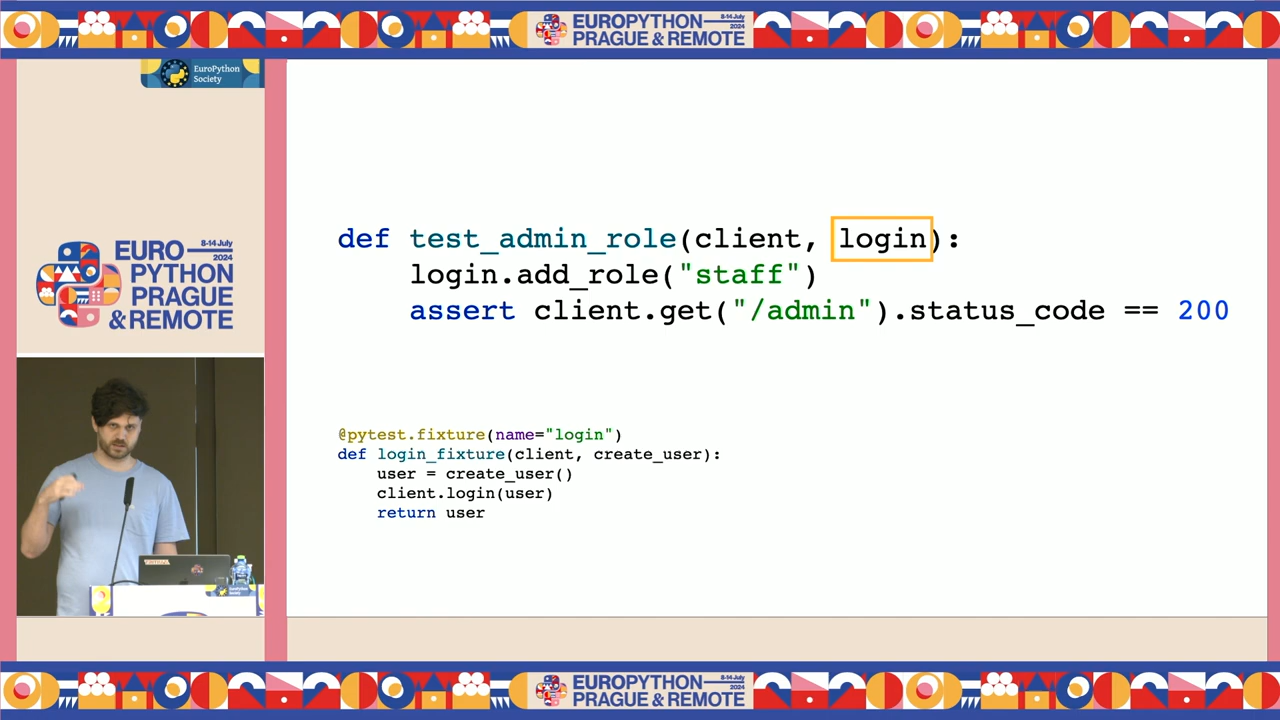 EUROPYTHON
8-14 July
2024
PRAGUE & REMOTE
EuroPython
Society
EURO
8-14 July
2024
PYTHON
PRAGUE
& REMOTE
def test_admin_role(client, login):
login.add_role("staff")
assert client.get("/admin").status_code == 200
@pytest.fixture(name="login")
def login_fixture(client, create_user):
user = create_user()
client.login(user)
return user
EuroPython
Society
EUROPYTHON
8-14 July
2024
PRAGUE & REMOTE